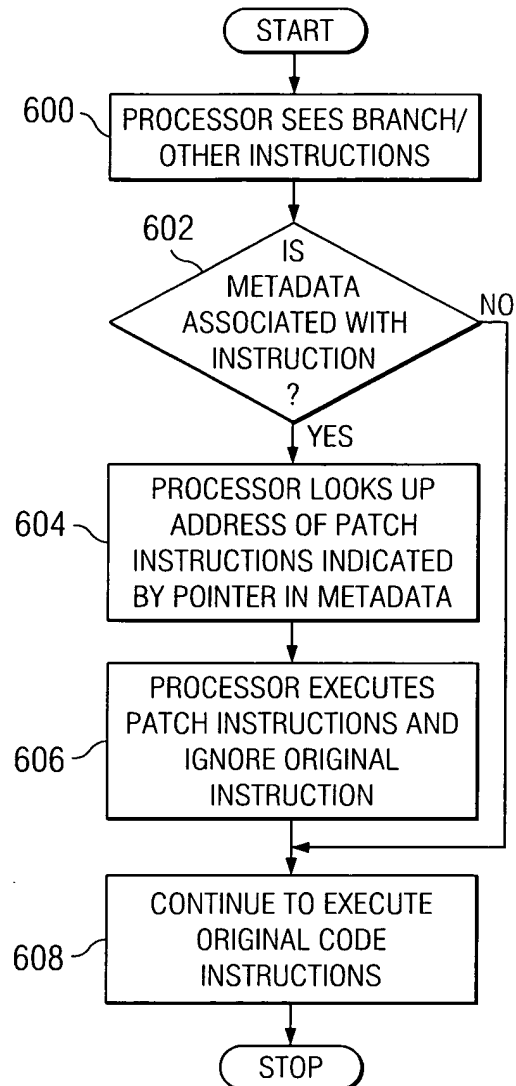 START
600
PROCESSOR SEES BRANCH/
OTHER INSTRUCTIONS
602
IS
METADATA
ASSOCIATED WITH
INSTRUCTION
?
NO
YES
604
PROCESSOR LOOKS UP
ADDRESS OF PATCH
INSTRUCTIONS INDICATED
BY POINTER IN METADATA
606
PROCESSOR EXECUTES
PATCH INSTRUCTIONS AND
IGNORE ORIGINAL
INSTRUCTION
608
CONTINUE TO EXECUTE
ORIGINAL CODE
INSTRUCTIONS
STOP